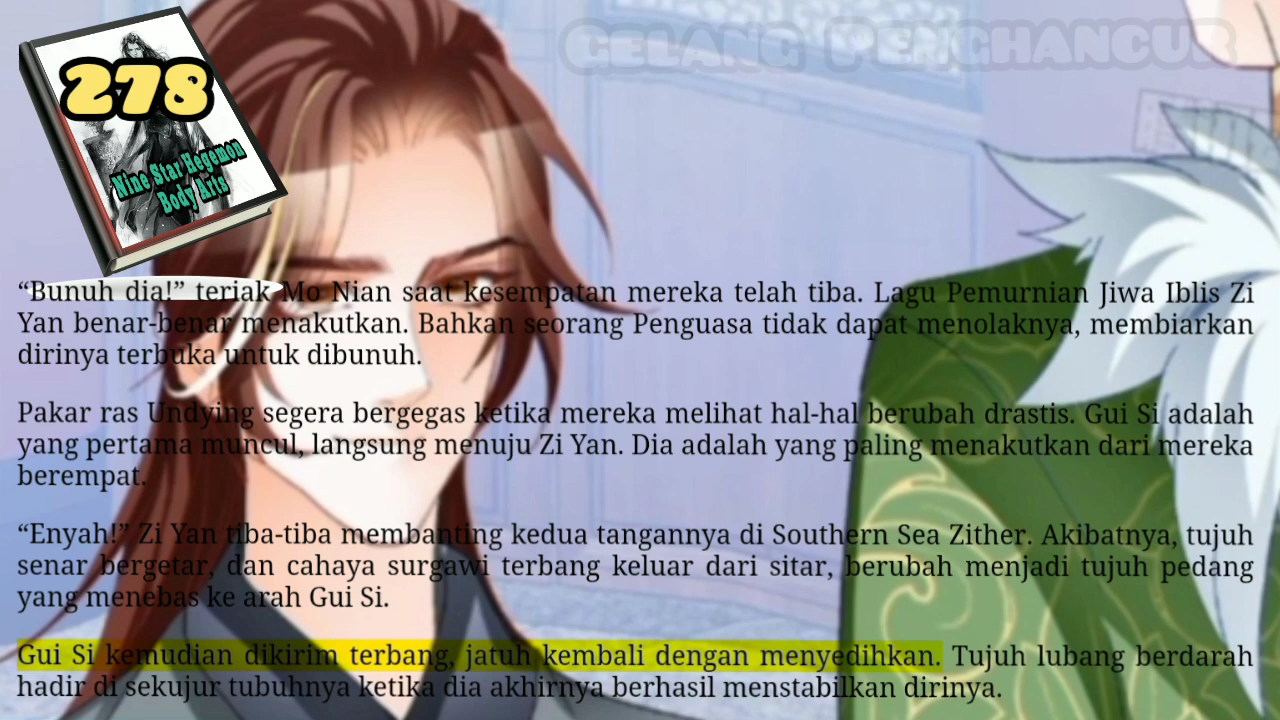 GELANG PENGHANCUR
278
Nine Star Hegemon
Body Arts
“Bunuh dia!” teriak Mo Nian saat kesempatan mereka telah tiba. Lagu Pemurnian Jiwa Iblis Zi
Yan benar-benar menakutkan. Bahkan seorang Penguasa tidak dapat menolaknya, membiarkan
dirinya terbuka untuk dibunuh.
Pakar ras Undying segera bergegas ketika mereka melihat hal-hal berubah drastis. Gui Si adalah
yang pertama muncul, langsung menuju Zi Yan. Dia adalah yang paling menakutkan dari mereka
berempat.
“Enyah!” Zi Yan tiba-tiba membanting kedua tangannya di Southern Sea Zither. Akibatnya, tujuh
senar bergetar, dan cahaya surgawi terbang keluar dari sitar, berubah menjadi tujuh pedang
yang menebas ke arah Gui Si.
Gui Si kemudian dikirim terbang, jatuh kembali dengan menyedihkan. Tujuh lubang berdarah
hadir di sekujur tubuhnya ketika dia akhirnya berhasil menstabilkan dirinya.